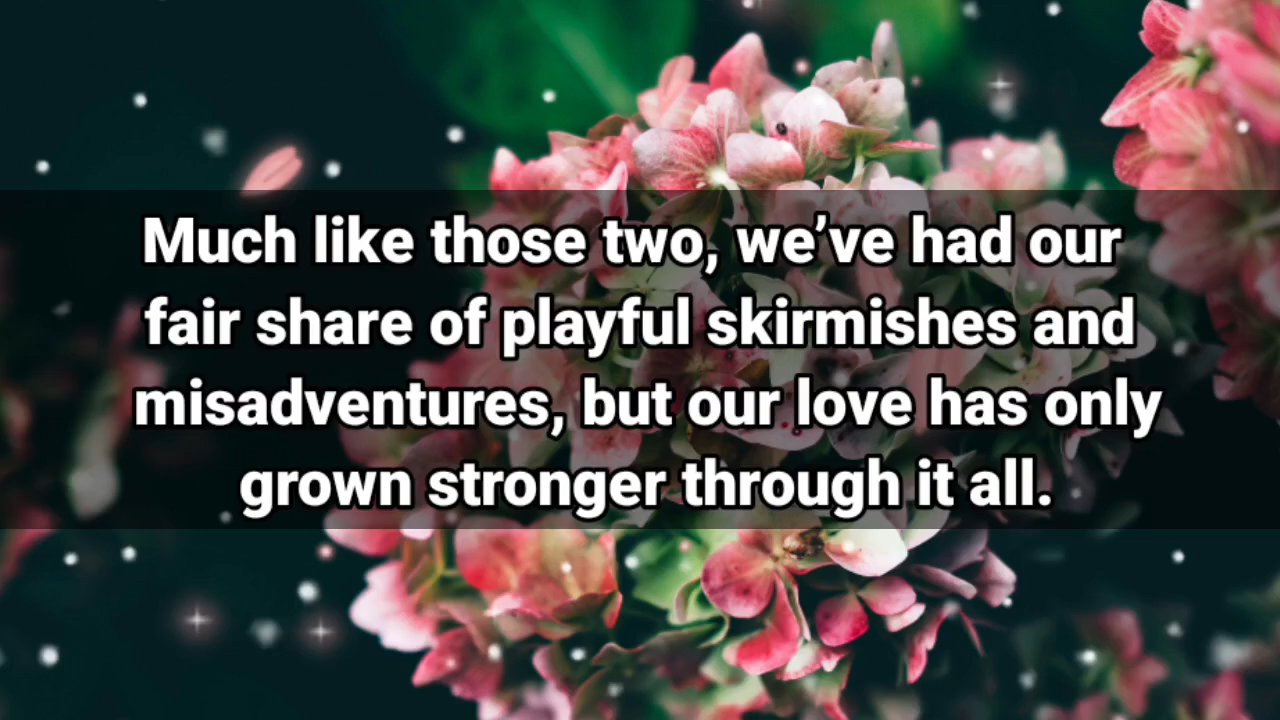 Much like those two, we’ve had our
fair share of playful skirmishes and
misadventures, but our love has only
grown stronger through it all.